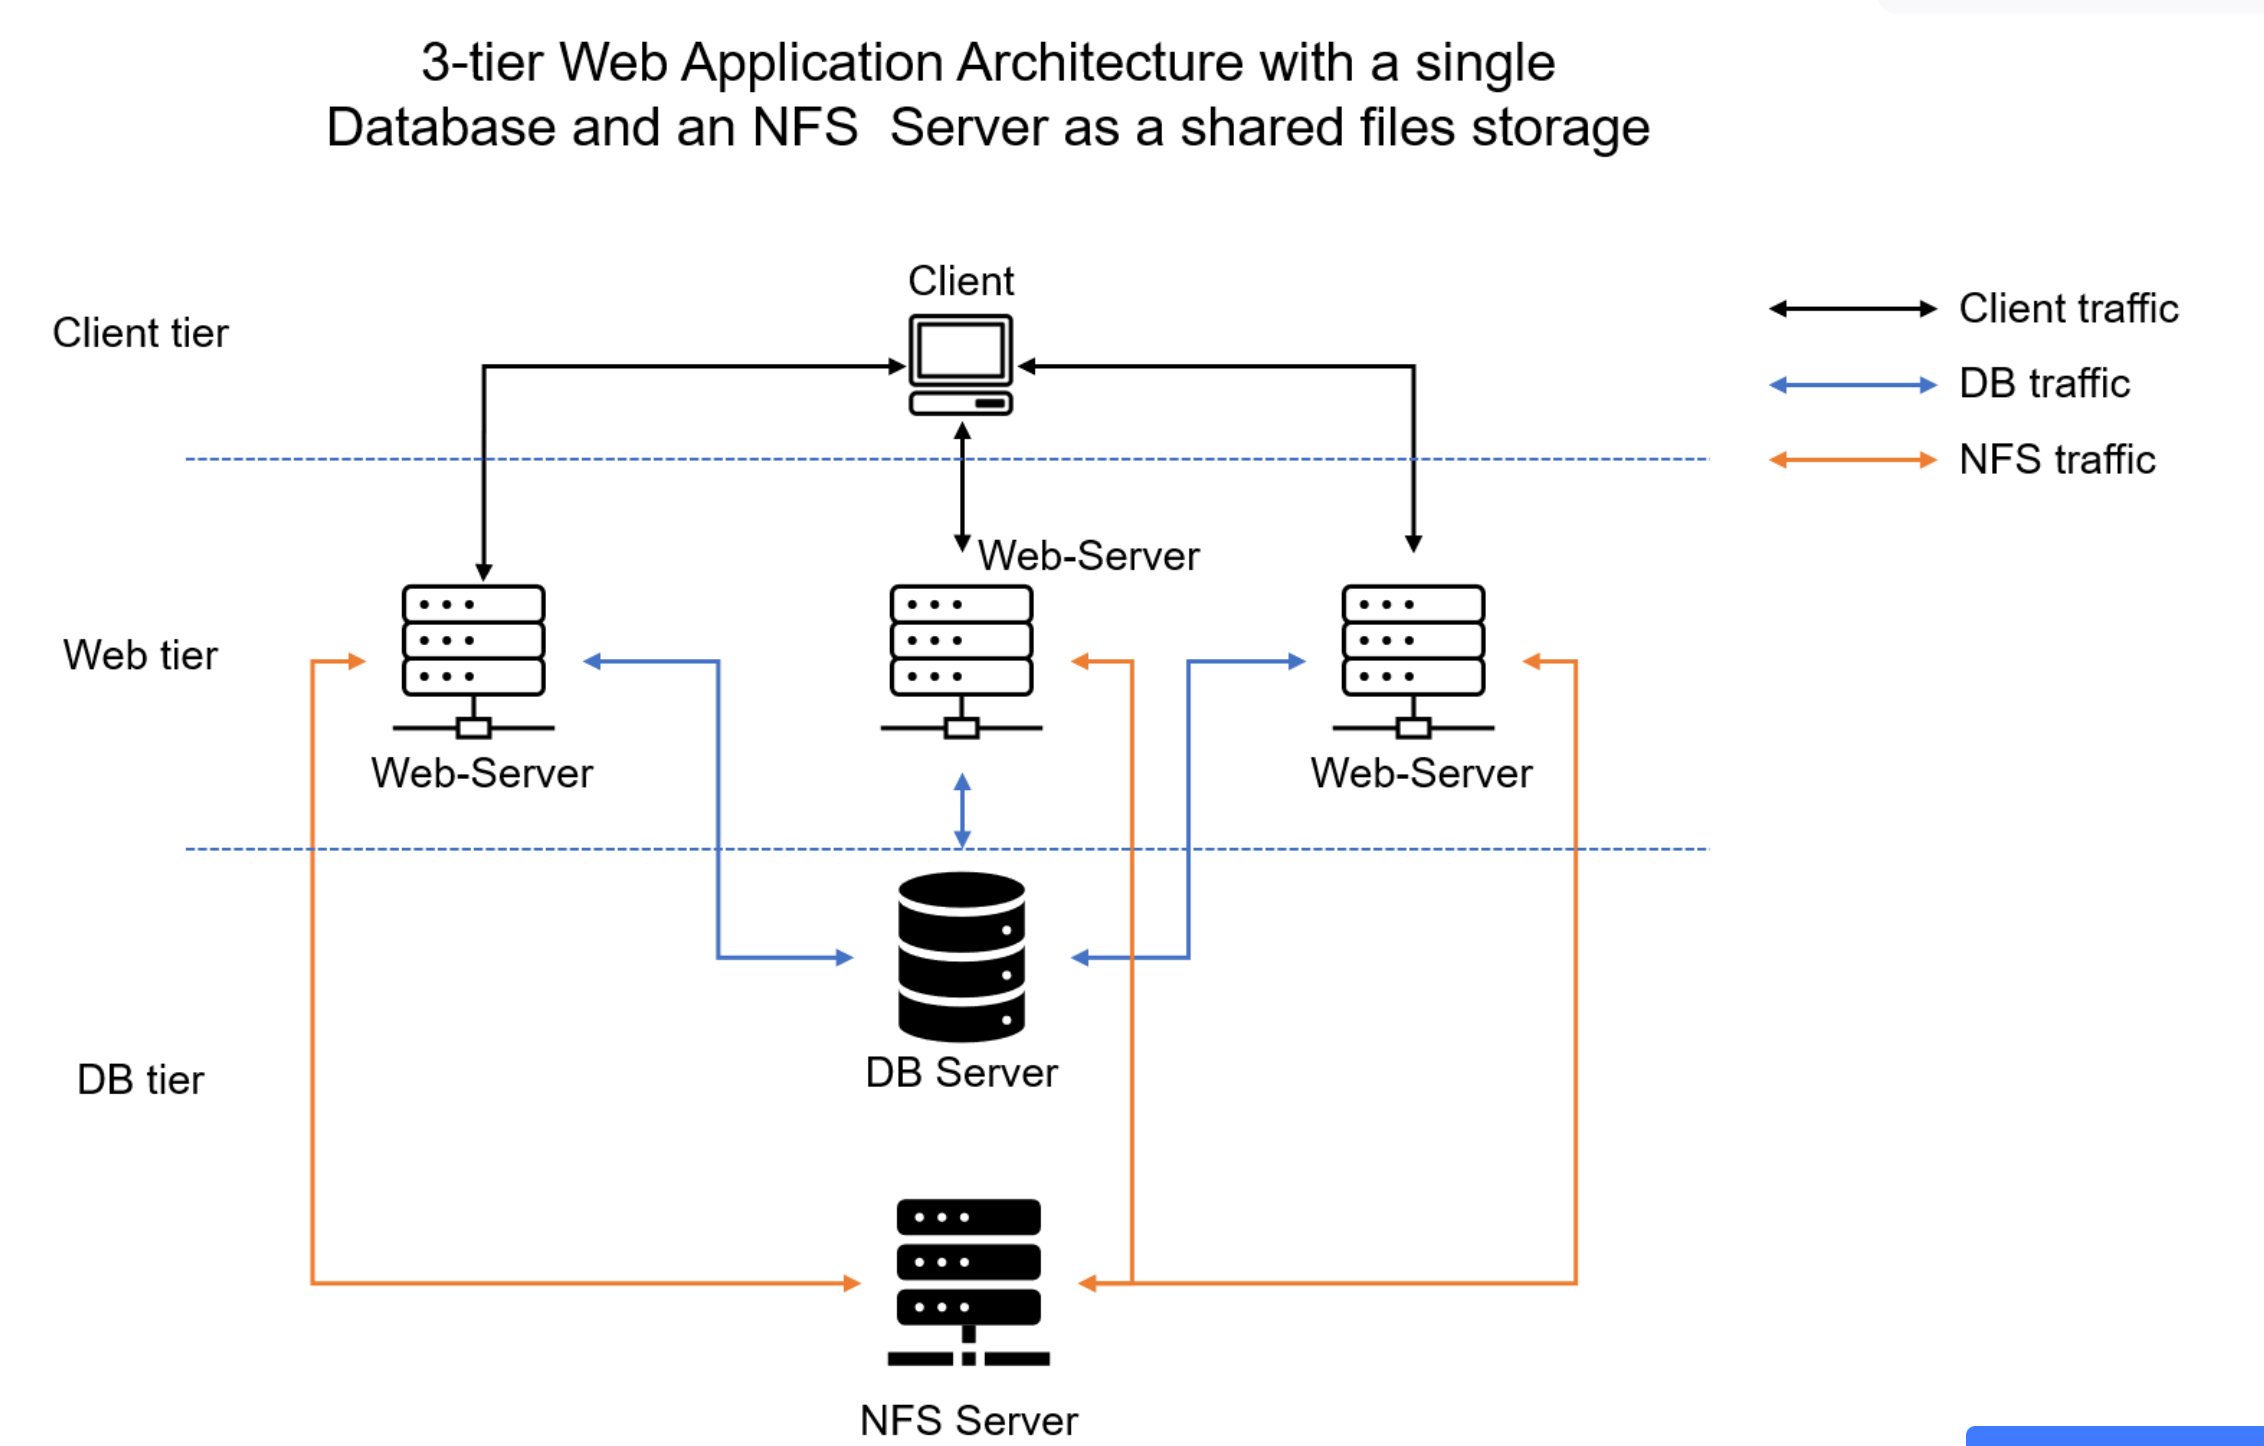 3-tier Web Application Architecture with a single
Database and an NFS Server as a shared files storage
Client
Client tier
Client traffic
DB traffic
NFS traffic
Web-Server
Web tier
Web-Server
Web-Server
DB Server
DB tier
NFS Server